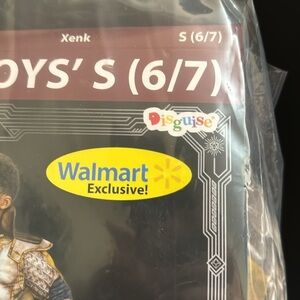 Xenk
S (6/7)
OYS' S (6/7)
Disguise
Walmart
Exclusive!